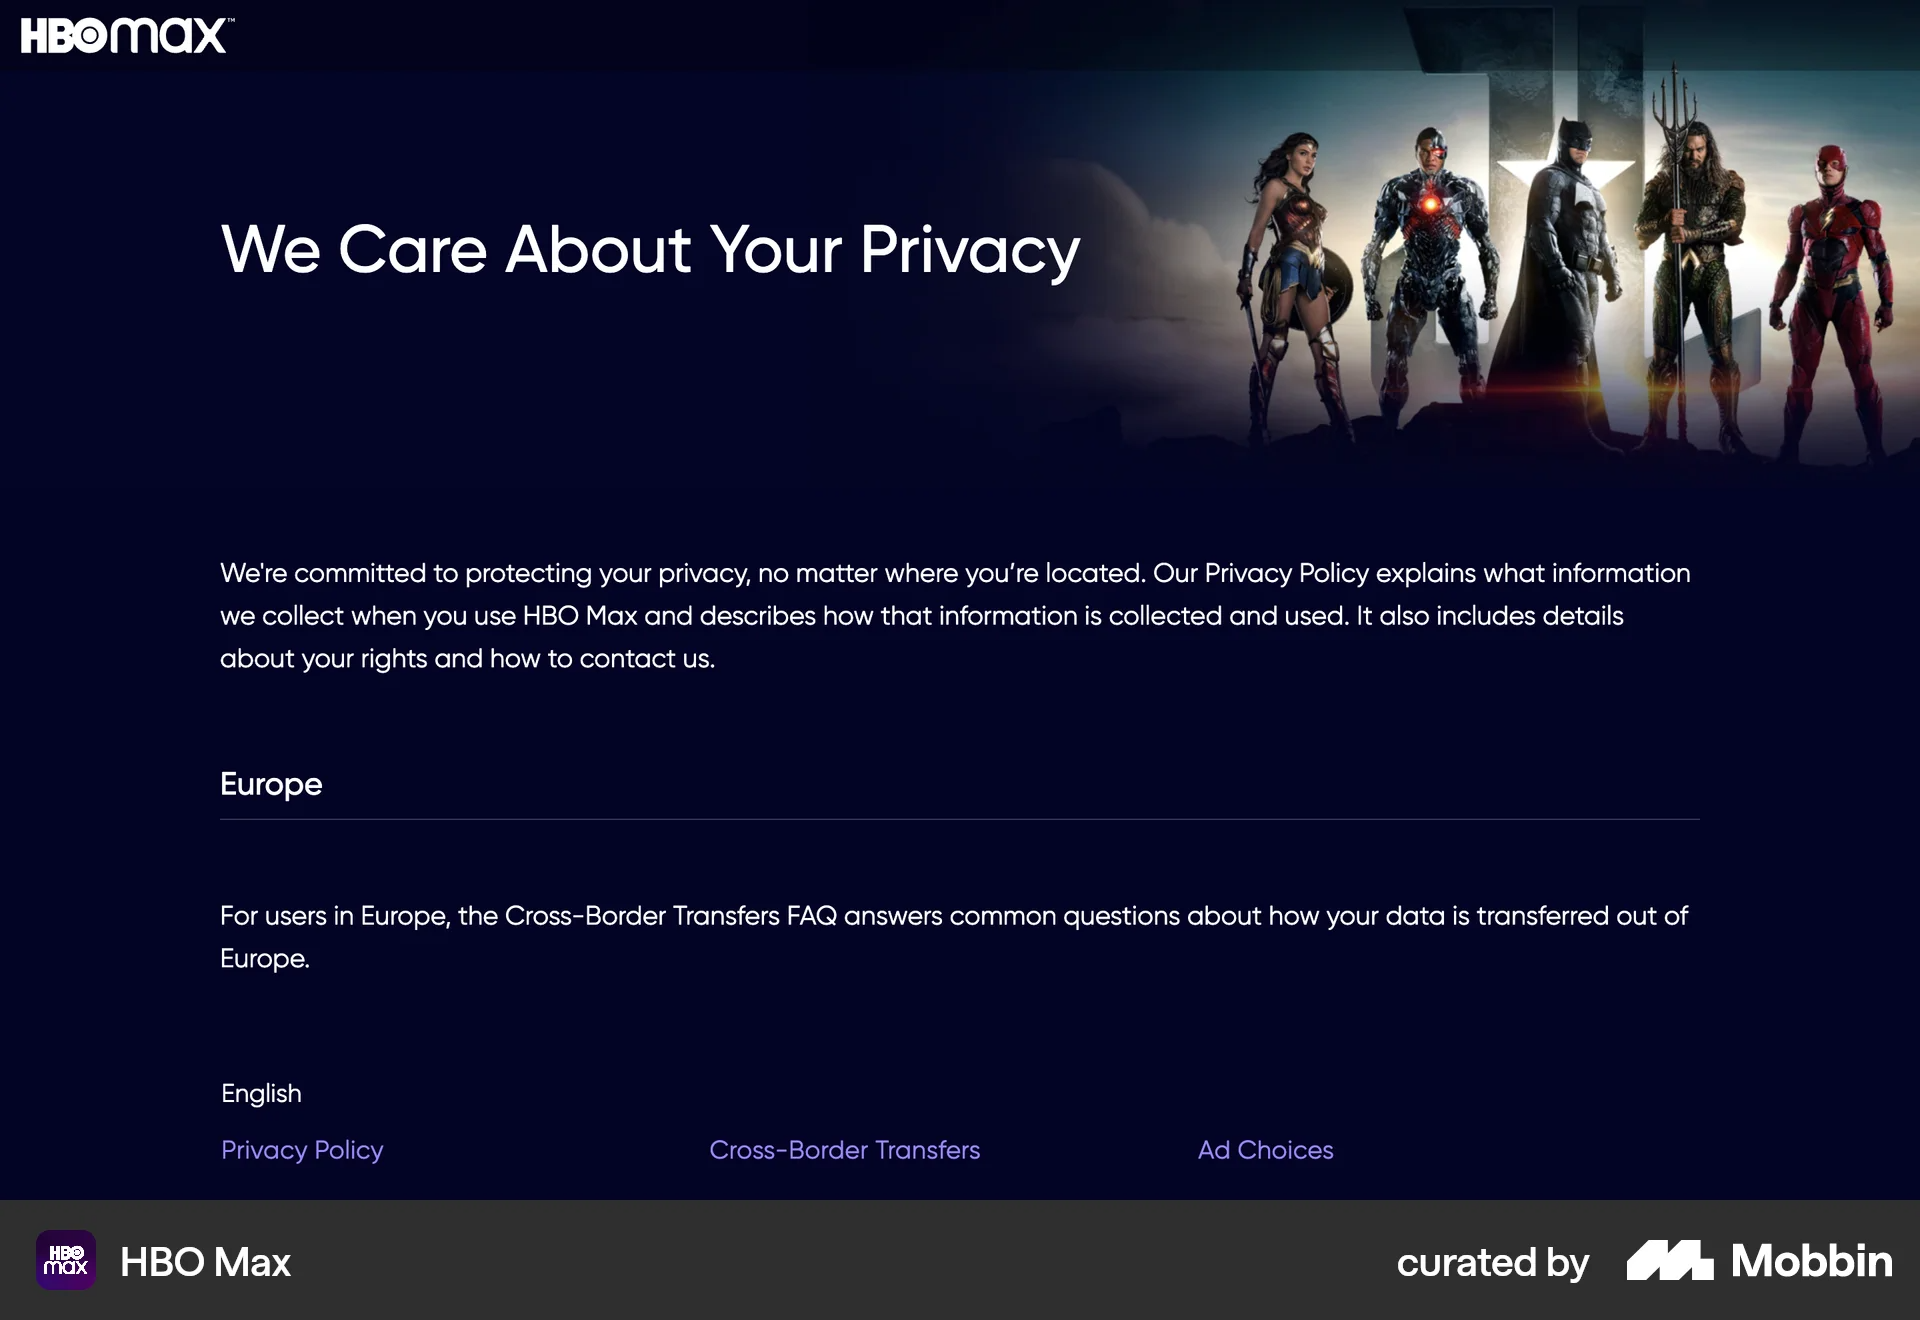 HBOmax™
We Care About Your Privacy
We're committed to protecting your privacy, no matter where you’re located. Our Privacy Policy explains what information
we collect when you use HBO Max and describes how that information is collected and used. It also includes details
about your rights and how to contact us.
Europe
For users in Europe, the Cross-Border Transfers FAQ answers common questions about how your data is transferred out of
Europe.
English
Privacy Policy Cross-Border Transfers Ad Choices
HBO
max
HBO Max
curated by Mobbin